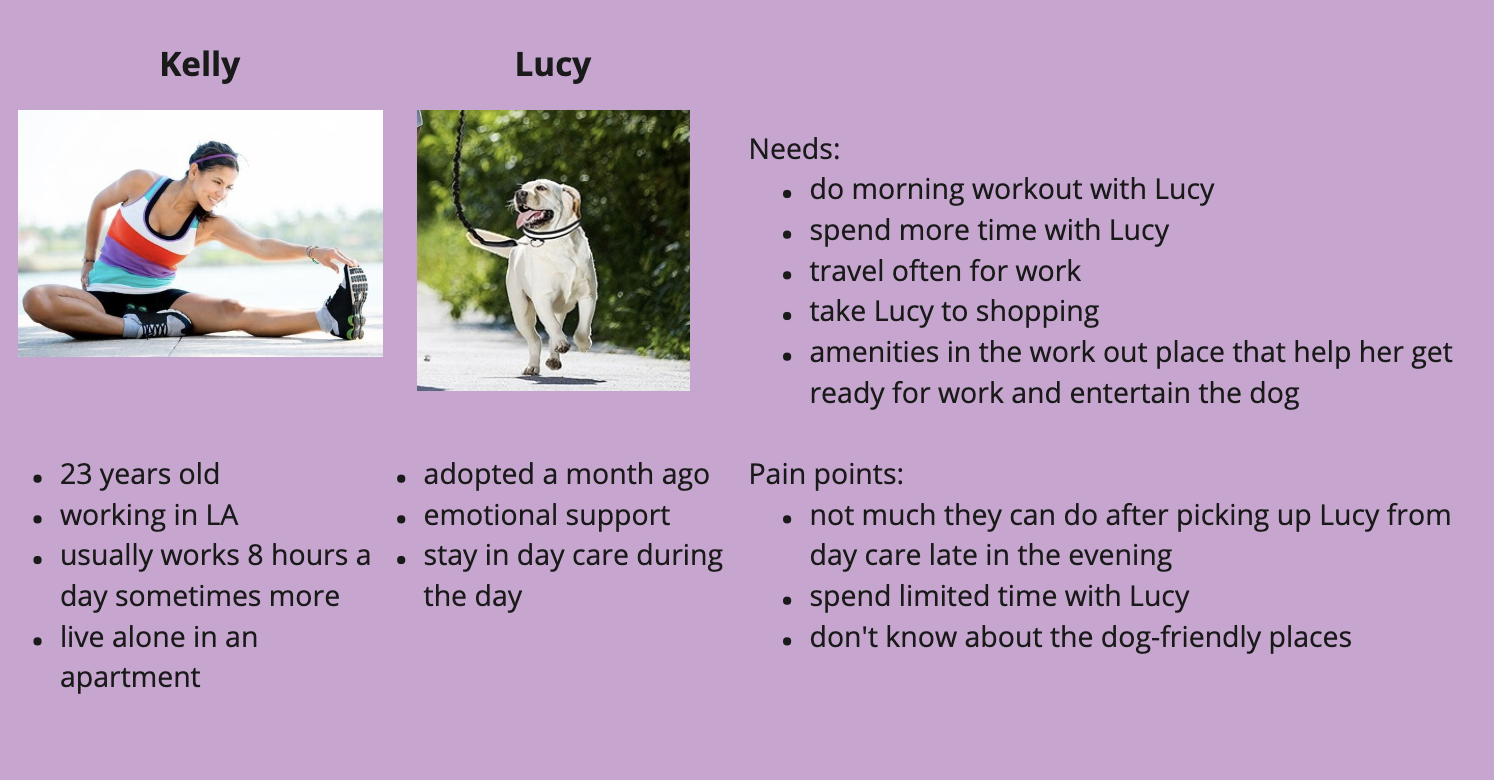 Kelly
Lucy
• 23 years old
• working in LA
• usually works 8 hours a
day sometimes more
• live alone in an
apartment
• adopted a month ago
• emotional support
• stay in day care during
the day
Needs:
• do morning workout with Lucy
• spend more time with Lucy
• travel often for work
• take Lucy to shopping
• amenities in the work out place that help her get
ready for work and entertain the dog
Pain points:
• not much they can do after picking up Lucy from
day care late in the evening
• spend limited time with Lucy
• don't know about the dog-friendly places